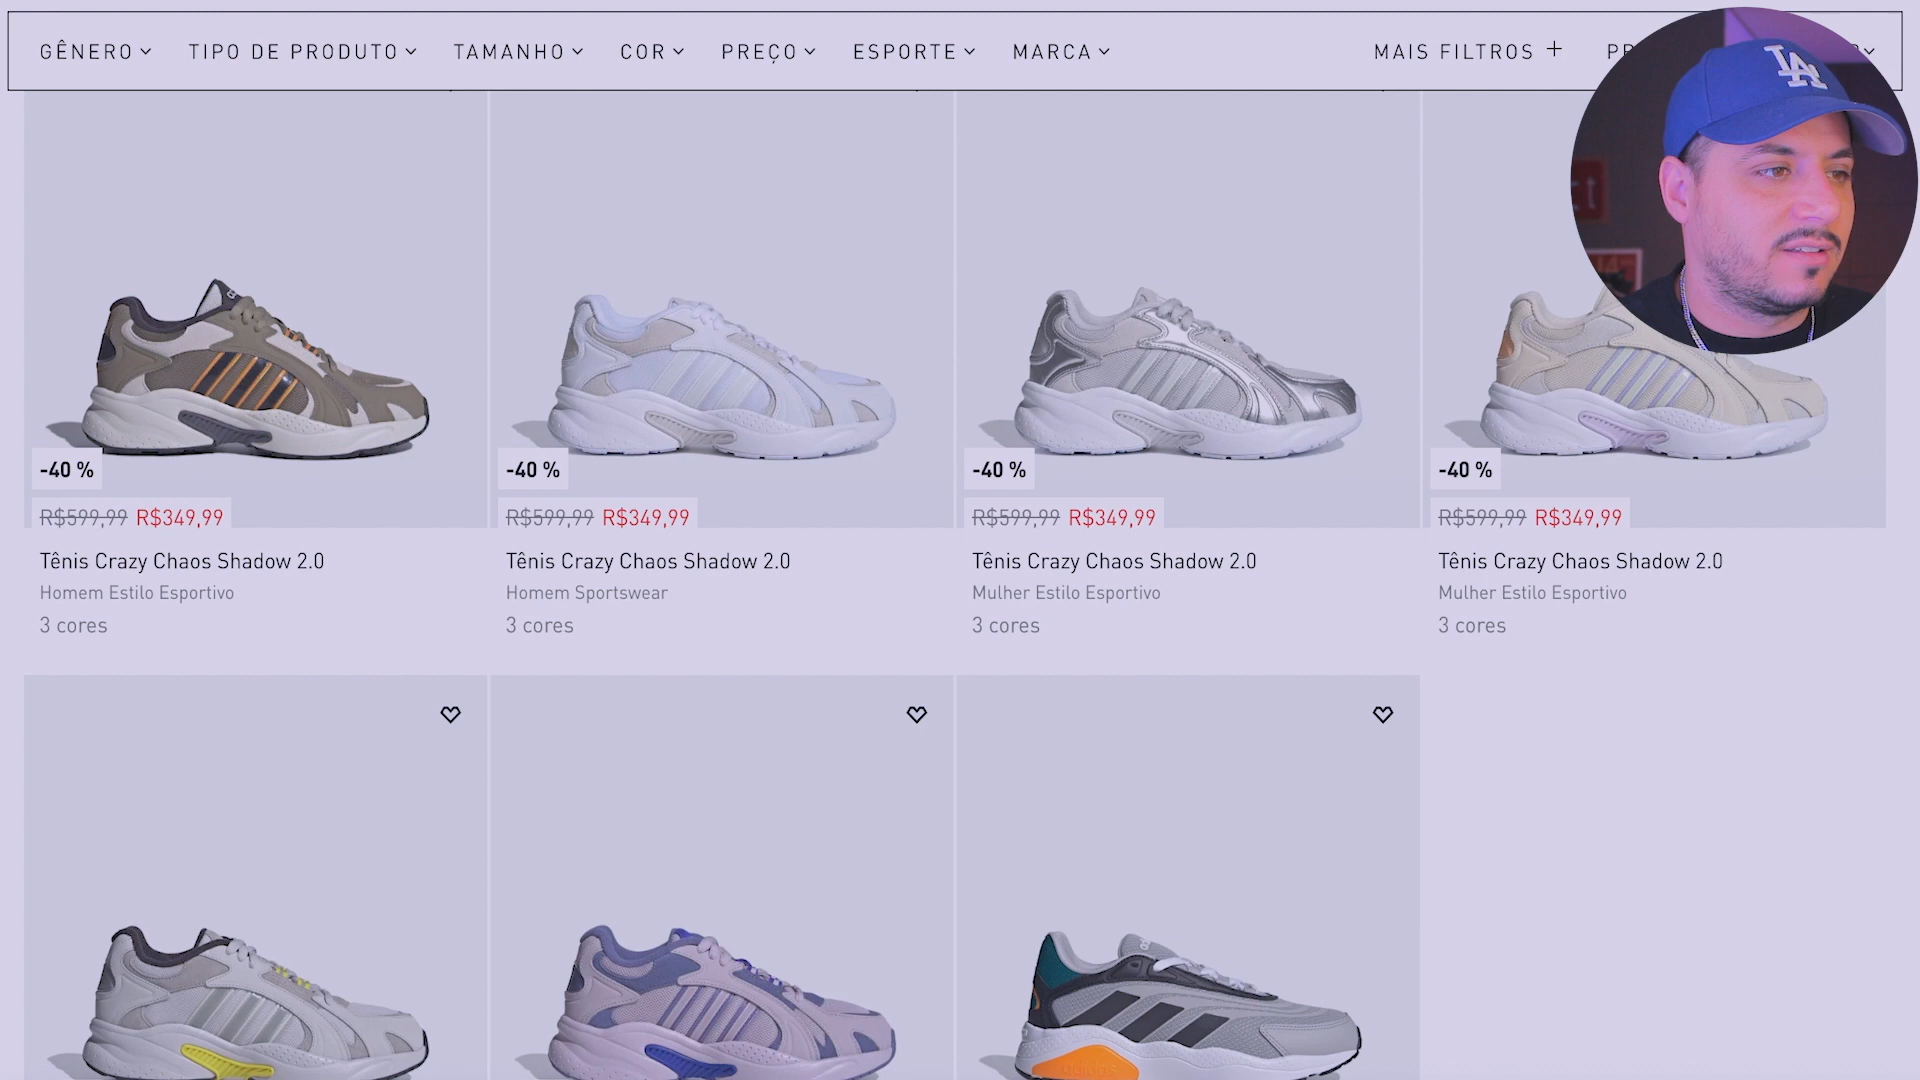 GÊNERO
TIPO DE PRODUTO
TAMANHO
COR
PREÇO
ESPORTE
MARCA
MAIS FILTROS +
LA
-40 %
-40 %
-40 %
-40 %
R$599,99 R$349,99
R$599,99 R$349,99
R$599,99 R$349,99
R$599,99 R$349,99
Tênis Crazy Chaos Shadow 2.0
Homem Estilo Esportivo
3 cores
Tênis Crazy Chaos Shadow 2.0
Homem Sportswear
3 cores
Tênis Crazy Chaos Shadow 2.0
Mulher Estilo Esportivo
3 cores
Tênis Crazy Chaos Shadow 2.0
Mulher Estilo Esportivo
3 cores